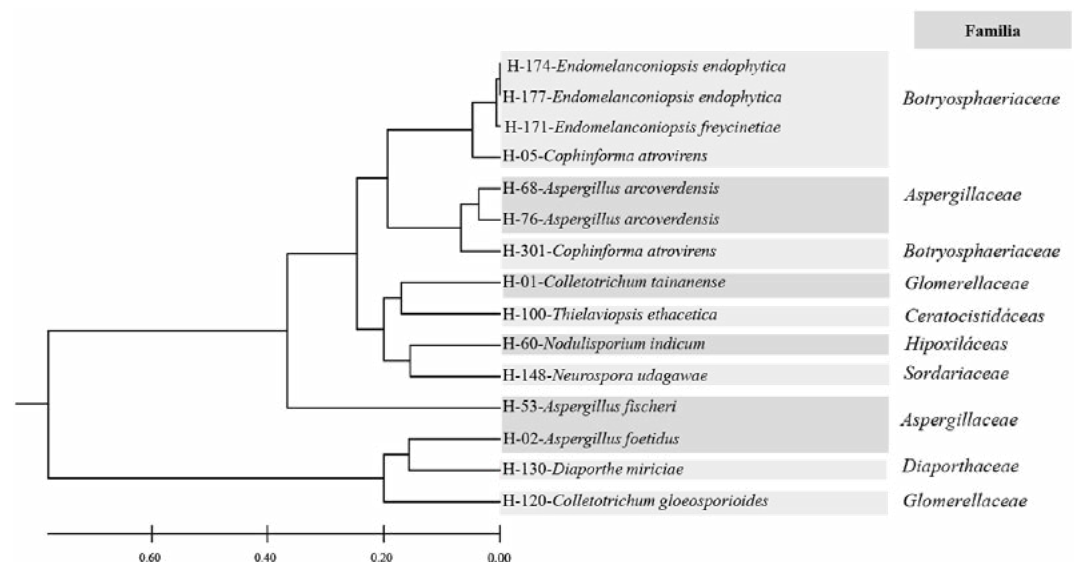 Familia
H-174-Endomelanconiopsis endophytica
H-177-Endomelanconiopsis endophytica
Botryosphaeriaceae
H-171-Endomelanconiopsis freycinetiae
H-05-Cophinforma atrovirens
H-68-Aspergillus arcoverdensis
Aspergillaceae
H-76-Aspergillus arcoverdensis
H-301-Cophinforma atrovirens
Botryosphaeriaceae
H-01-Colletotrichum tainanense
Glomerellaceae
H-100-Thielaviopsis ethacetica
Ceratocistidáceas
H-60-Nodulisporium indicum
Hipoxiláceas
H-148-Neurospora udagawae
Sordariaceae
H-53-Aspergillus fischeri
Aspergillaceae
H-02-Aspergillus foetidus
H-130-Diaporthe miriciae
Diaporthaceae
H-120-Colletotrichum gloeosporioides
Glomerellaceae
0.60 0.40 0.20 0.00